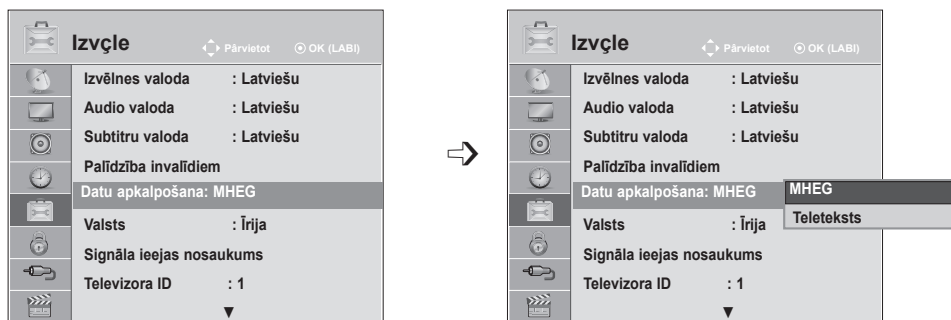 Izvçle
Pārvietot
OK (LABI)
Izvēlnes valoda : Latviešu
Audio valoda : Latviešu
Subtitru valoda : Latviešu
Palīdzība invalīdiem
Datu apkalpošana: MHEG
Valsts : Īrija
Signāla ieejas nosaukums
Televizora ID : 1
Izvçle
Pārvietot
OK (LABI)
Izvēlnes valoda : Latviešu
Audio valoda : Latviešu
Subtitru valoda : Latviešu
Palīdzība invalīdiem
Datu apkalpošana: MHEG
Valsts : Īrija
Signāla ieejas nosaukums
Televizora ID : 1
MHEG
Teleteksts